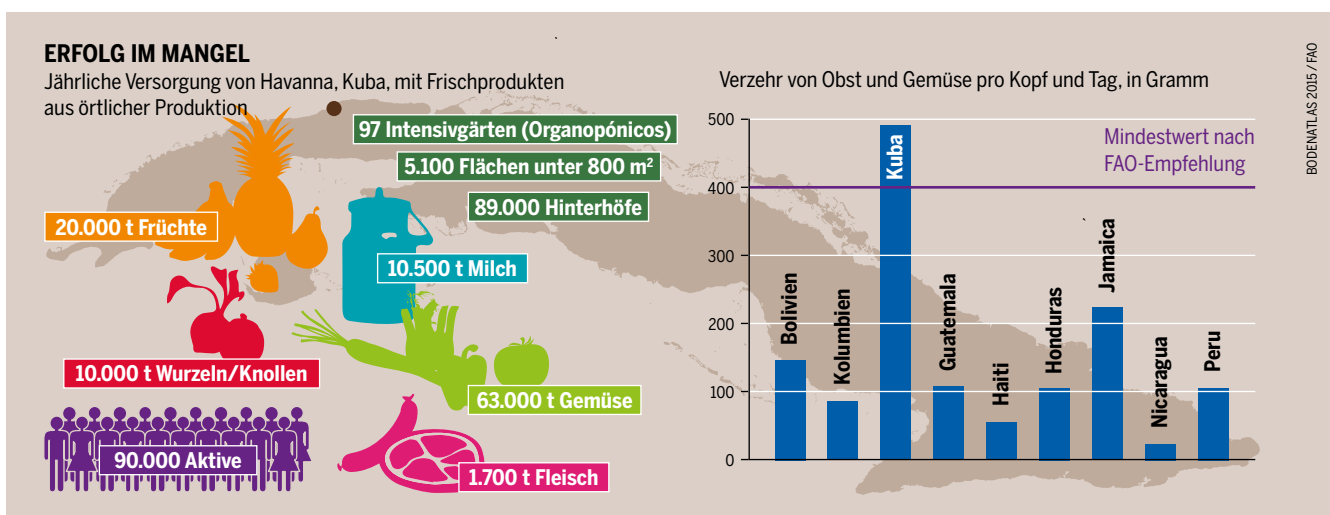 ERFOLG IM MANGEL
Jährliche Versorgung von Havanna, Kuba, mit Frischprodukten
aus örtlicher Produktion
97 Intensivgärten (Organopónicos)
5.100 Flächen unter 800 m²
89.000 Hinterhöfe
20.000 t Früchte
10.500 t Milch
10.000 t Wurzeln/Knollen
63.000 t Gemüse
90.000 Aktive
1.700 t Fleisch
Verzehr von Obst und Gemüse pro Kopf und Tag, in Gramm
500
400
300
200
100
0
Mindestwert nach
FAO-Empfehlung
Bolivien
Kolumbien
Kuba
Guatemala
Haiti
Honduras
Jamaica
Nicaragua
Peru
BODENATLAS 2015 / FAO